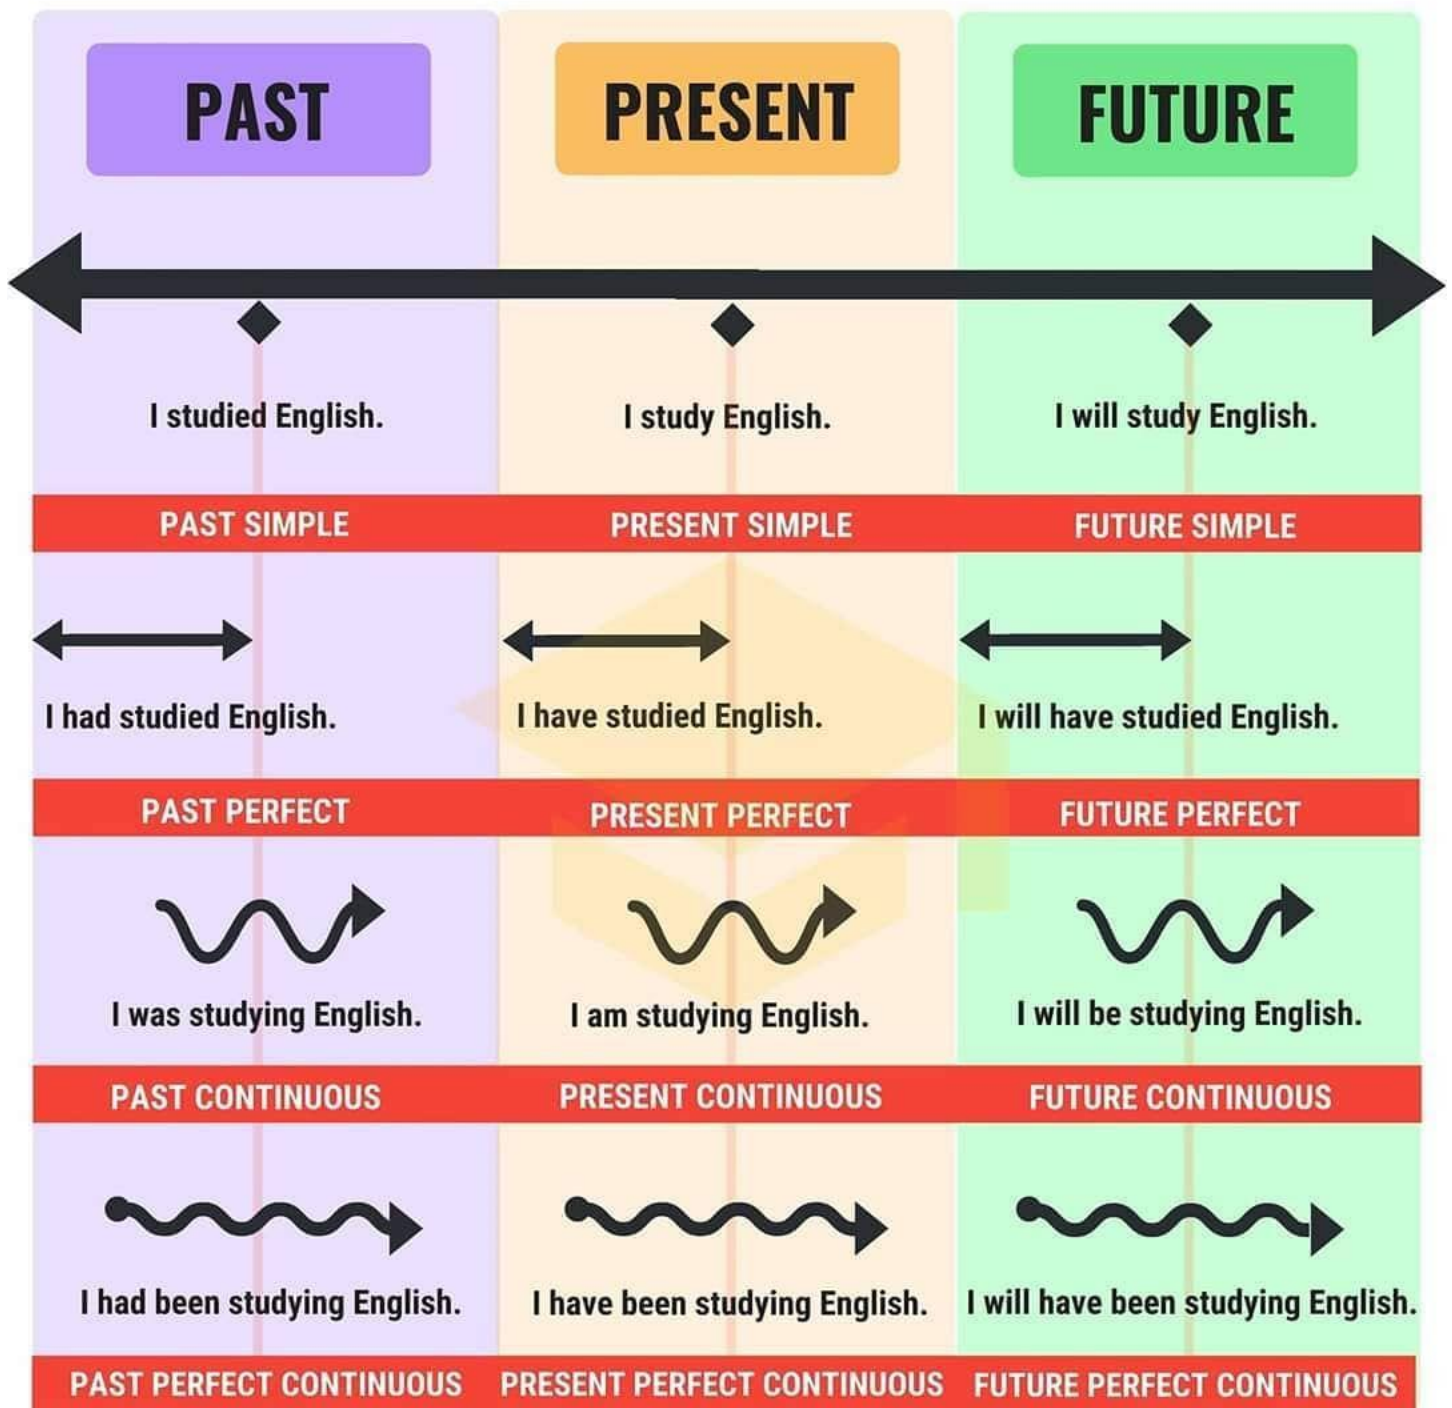 PAST
PRESENT
FUTURE
I studied English.
I study English.
I will study English.
PAST SIMPLE
PRESENT SIMPLE
FUTURE SIMPLE
I had studied English.
I have studied English.
I will have studied English.
PAST PERFECT
PRESENT PERFECT
FUTURE PERFECT
I was studying English.
I am studying English.
I will be studying English.
PAST CONTINUOUS
PRESENT CONTINUOUS
FUTURE CONTINUOUS
I had been studying English.
I have been studying English.
I will have been studying English.
PAST PERFECT CONTINUOUS
PRESENT PERFECT CONTINUOUS
FUTURE PERFECT CONTINUOUS